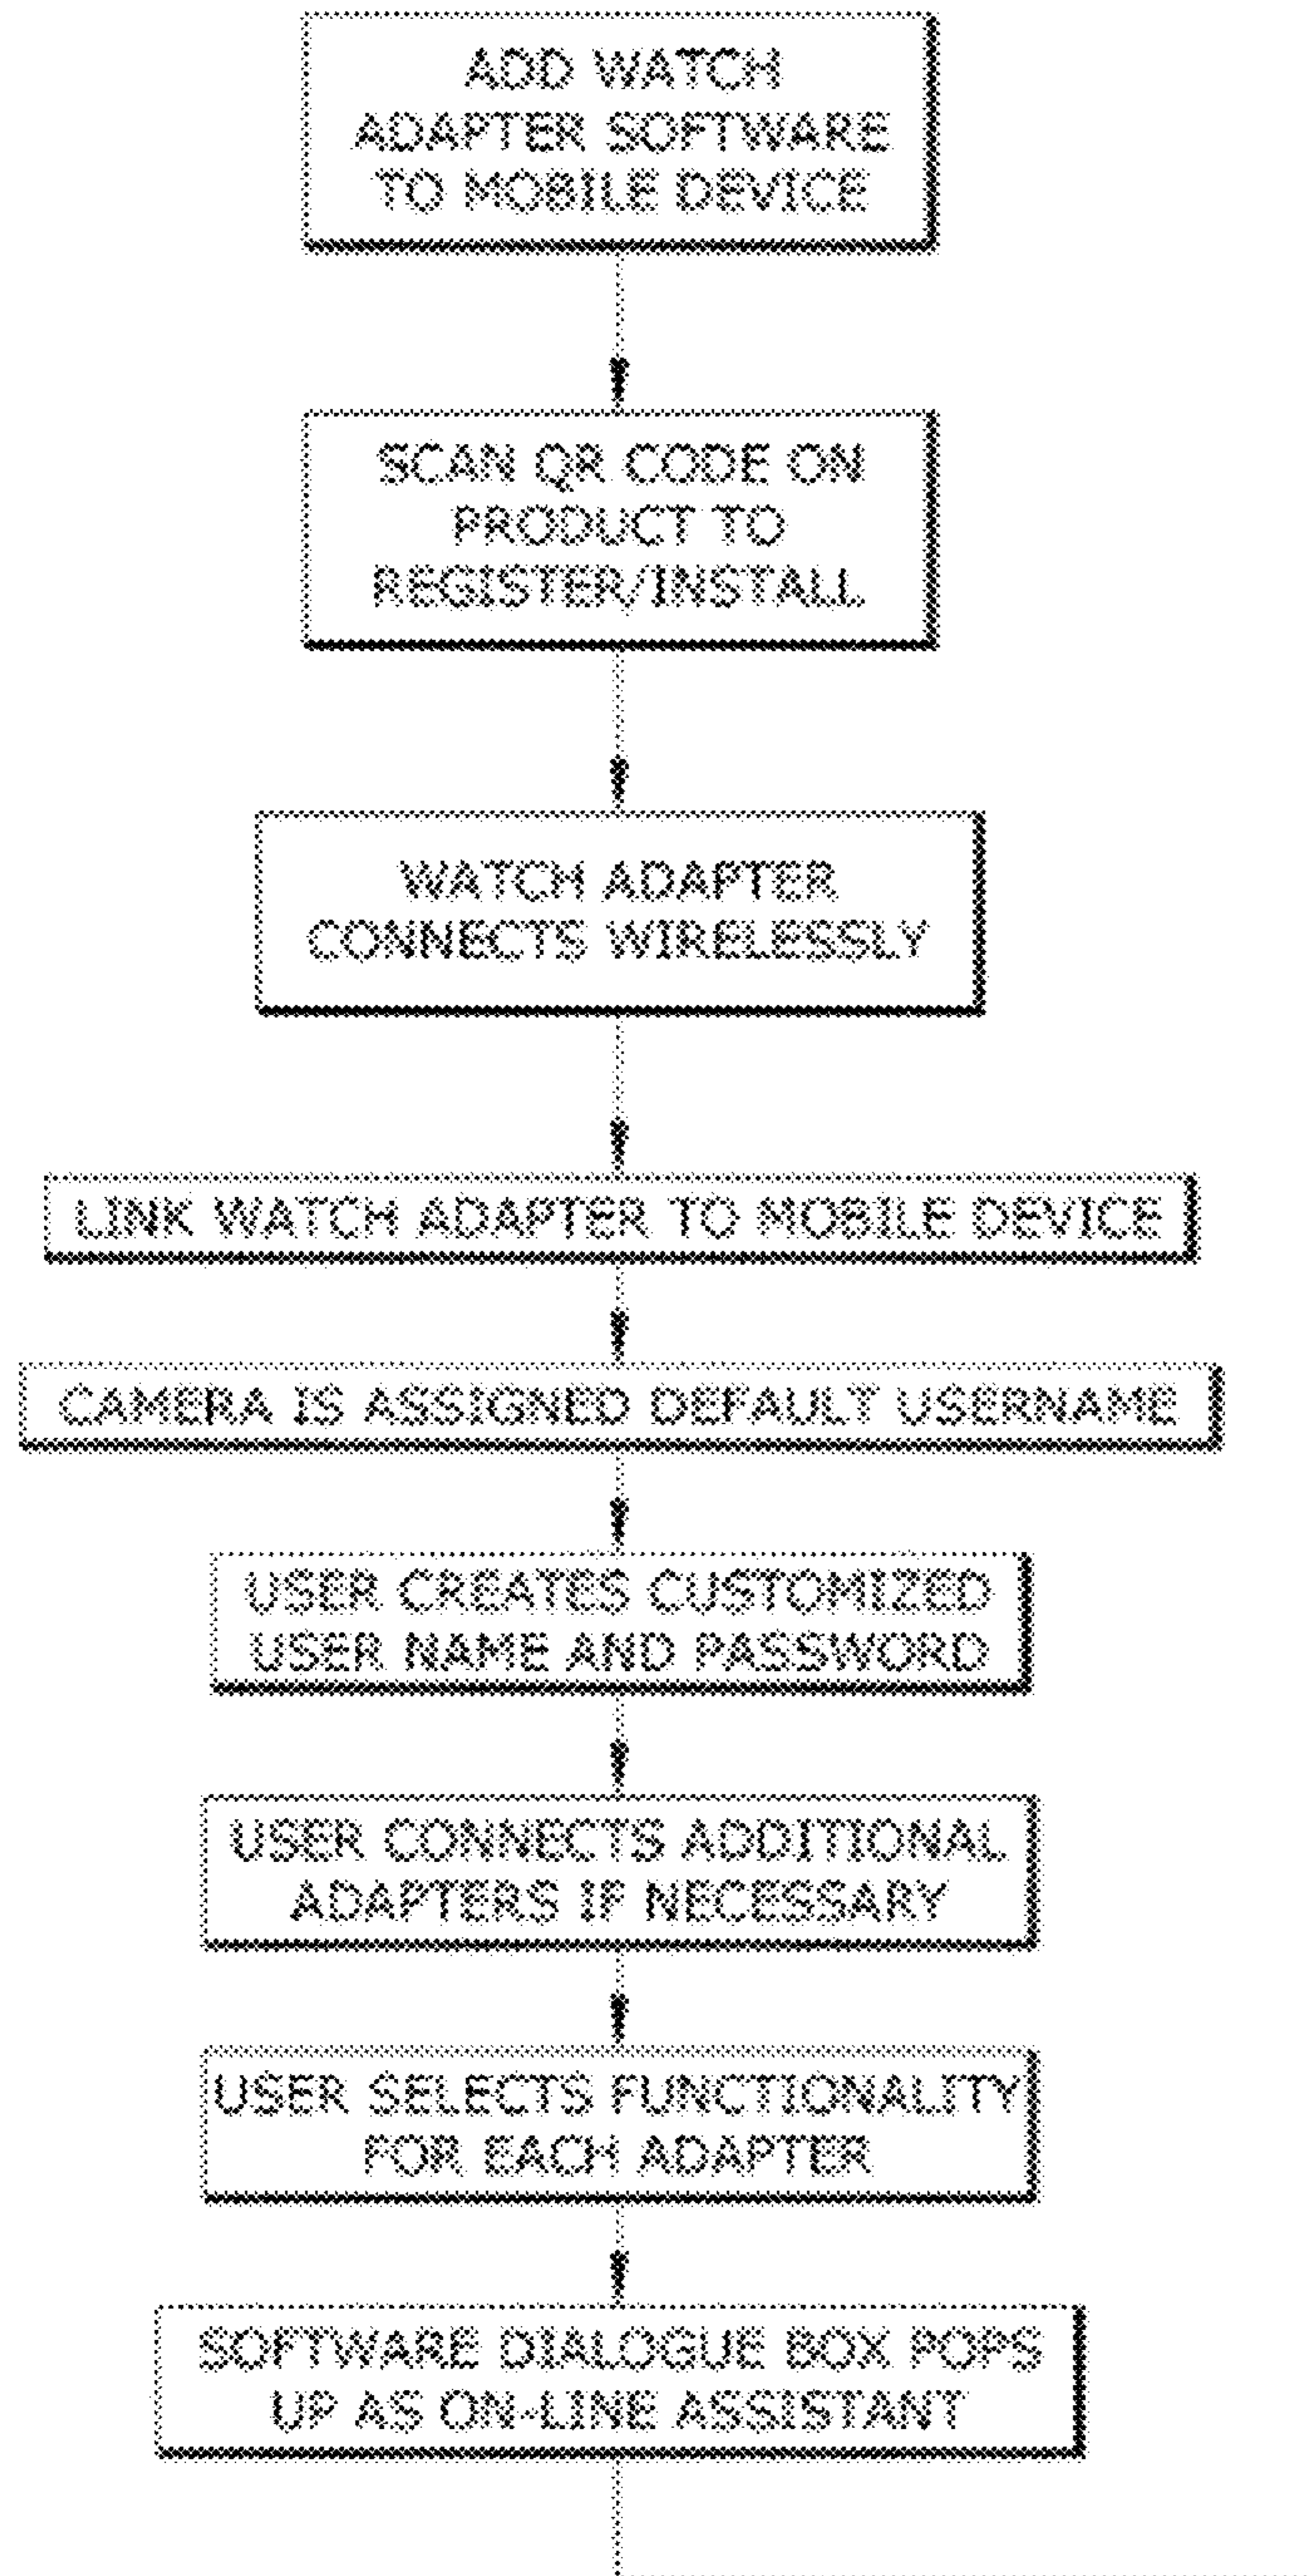 ADD WATCH
ADAPTER SOFTWARE
TO MOBILE DEVICE
SCAN QR CODE ON
PRODUCT TO
REGISTER/INSTALL
WATCH ADAPTER
CONNECTS WIRELESSLY
LINK WATCH ADAPTER TO MOBILE DEVICE
CAMERA IS ASSIGNED DEFAULT USERNAME
USER CREATES CUSTOMIZED
USER NAME AND PASSWORD
USER CONNECTS ADDITIONAL
ADAPTERS IF NECESSARY
USER SELECTS FUNCTIONALITY
FOR EACH ADAPTER
SOFTWARE DIALOGUE BOX POPS
UP AS ON-LINE ASSISTANT